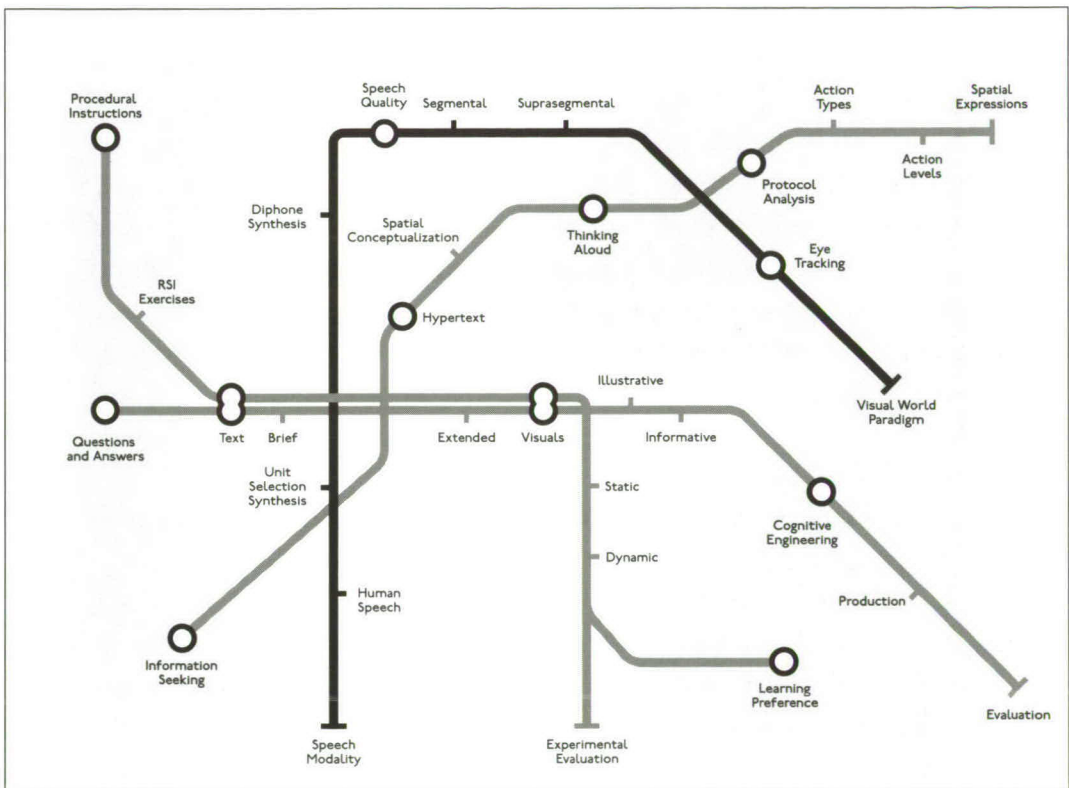 Procedural
Instructions
Speech
Quality
Segmental
Suprasegmental
Action
Types
Spatial
Expressions
Action
Levels
Protocol
Analysis
Diphone
Synthesis
Spatial
Conceptualization
Thinking
Aloud
Eye
Tracking
RSI
Exercises
Hypertext
Illustrative
Visual World
Paradigm
Questions
and Answers
Text
Brief
Extended
Visuals
Informative
Unit
Selection
Synthesis
Static
Cognitive
Engineering
Dynamic
Human
Speech
Production
Information
Seeking
Learning
Preference
Evaluation
Speech
Modality
Experimental
Evaluation